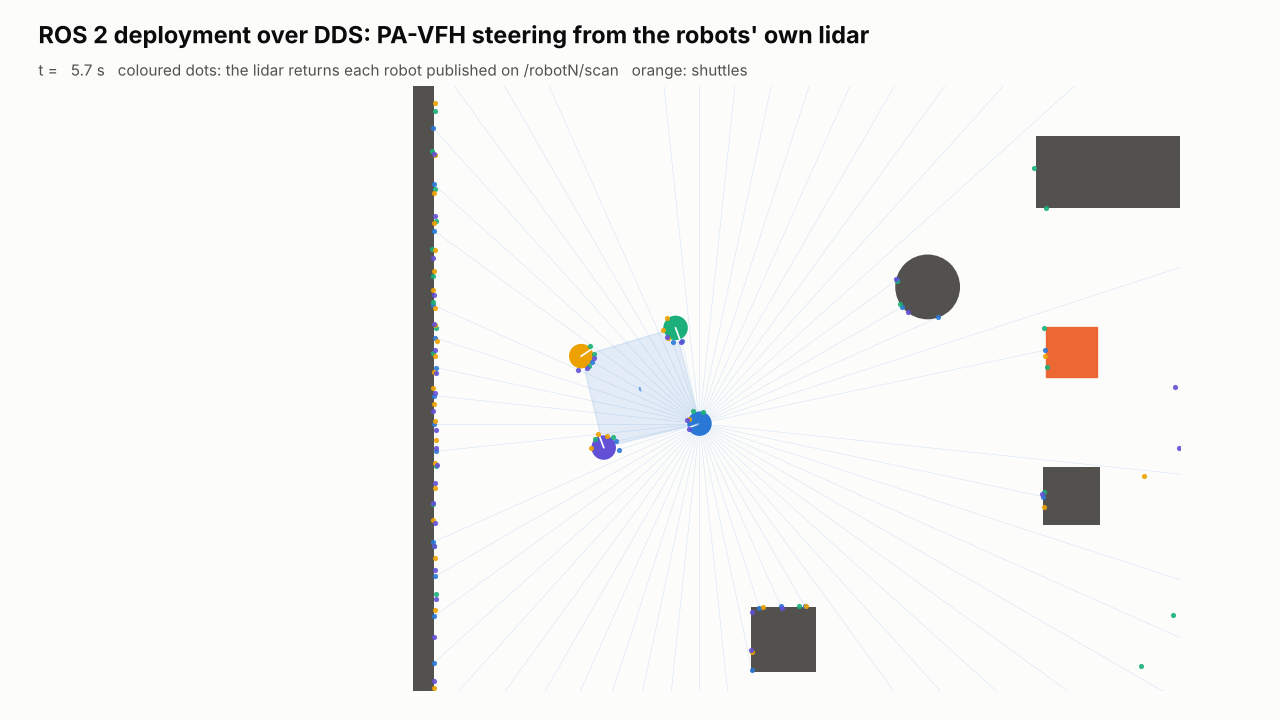 ROS 2 deployment over DDS: PA-VFH steering from the robots' own lidar
t =   5.7 s   coloured dots: the lidar returns each robot published on /robotN/scan   orange: shuttles